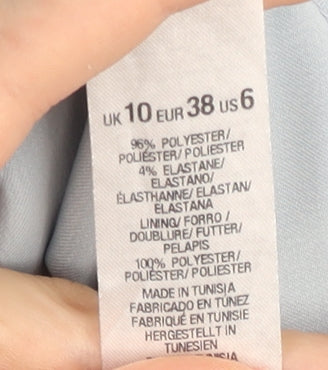 UK 10 EUR 38 US 6
96% POLYESTER/
POLIÉSTER/ POLIESTER
4% ELASTANE/
ELASTANO/
ÉLASTHANNE/ ELASTAN/
ELASTANA
LINING/ FORRO /
DOUBLURE/ FUTTER/
PELAPIS
100% POLYESTER/
POLIÉSTER/ POLIESTER
MADE IN TUNISIA
FABRICADO EN TÚNEZ
FABRIQUÉ EN TUNISIE
HERGESTELLT IN
TUNESIEN